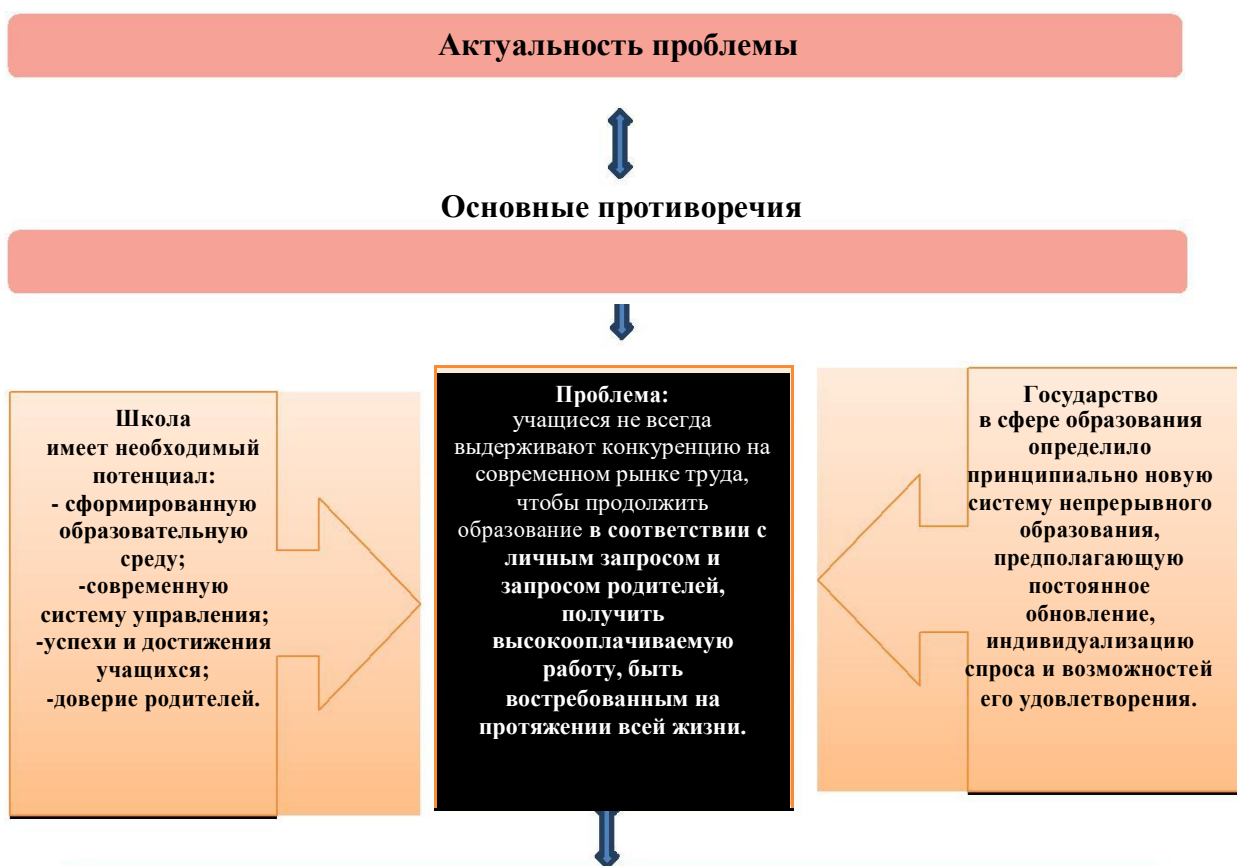 Актуальность проблемы
Основные противоречия
Школа
имеет необходимый
потенциал:
- сформированную
образовательную
среду;
-современную
систему управления;
-успехи и достижения
учащихся;
-доверие родителей.
Проблема:
учащиеся не всегда
выдерживают конкуренцию на
современном рынке труда,
чтобы продолжить
образование в соответствии с
личным запросом и
запросом родителей,
получить
высокооплачиваемую
работу, быть
востребованным на
протяжении всей жизни.
Государство
в сфере образования
определило
принципиально новую
систему непрерывного
образования,
предполагающую
постоянное
обновление,
индивидуализацию
спроса и возможностей
его удовлетворения.